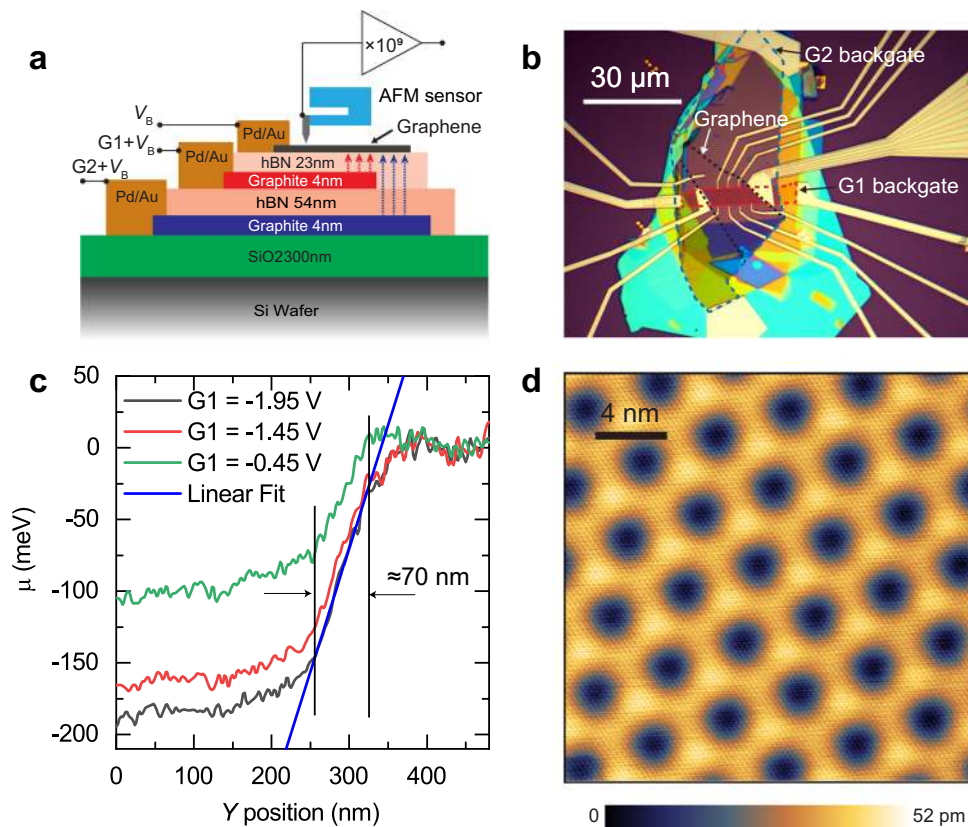 a
×10⁹
AFM sensor
Graphene
V_B
G1+V_B
G2+V_B
Pd/Au
Pd/Au
Pd/Au
hBN 23nm
Graphite 4nm
hBN 54nm
Graphite 4nm
SiO2300nm
Si Wafer
b
30 µm
G2 backgate
Graphene
G1 backgate
c
50
0
-50
-100
-150
-200
µ (meV)
G1 = -1.95 V
G1 = -1.45 V
G1 = -0.45 V
Linear Fit
≈70 nm
0
100
200
300
400
Y position (nm)
d
4 nm
0
52 pm